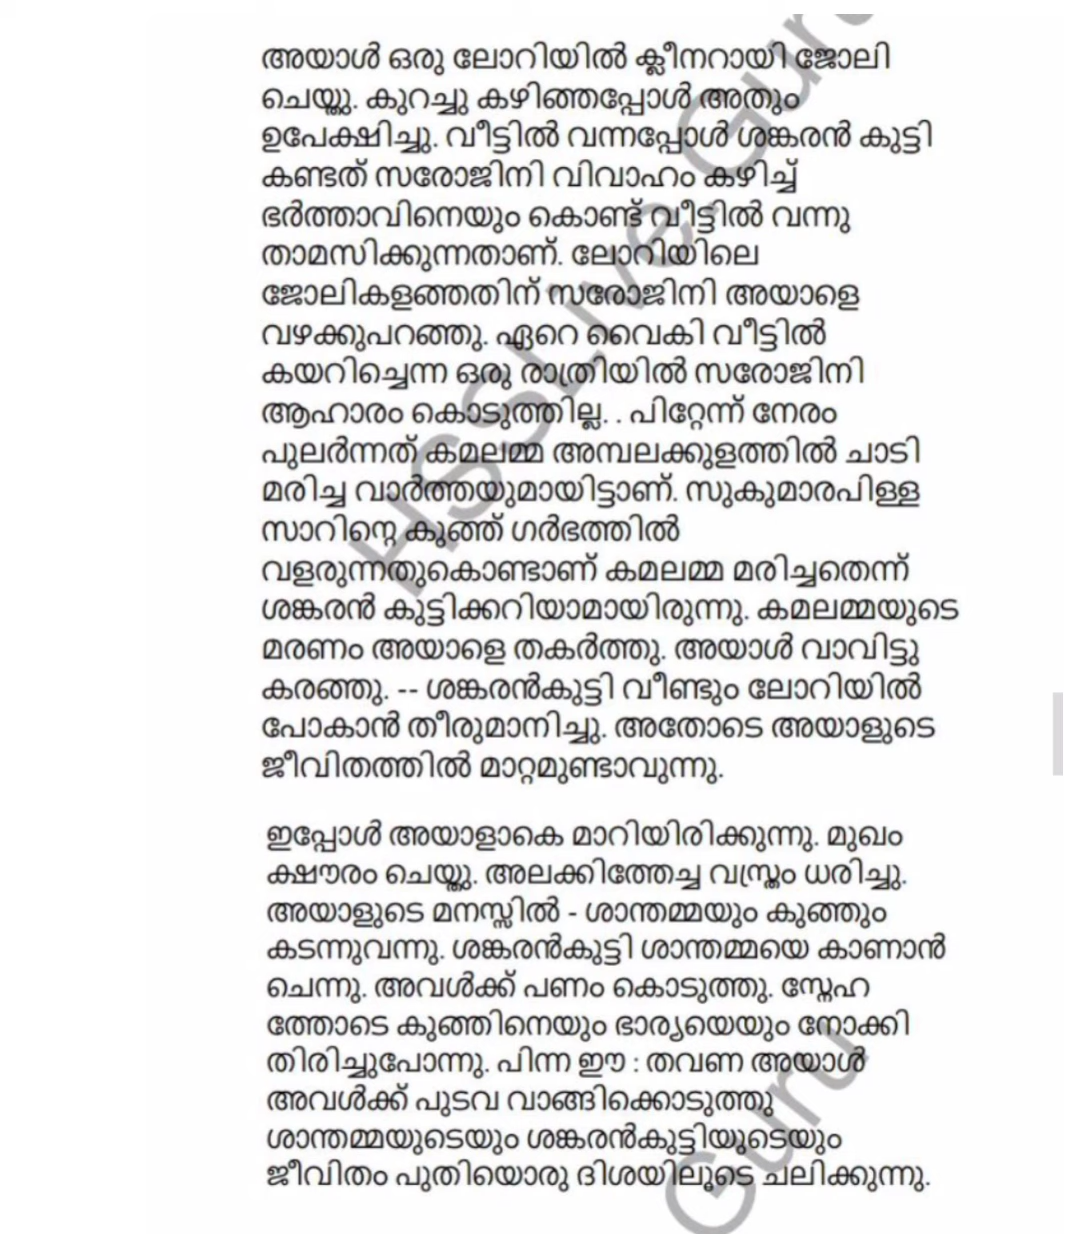 അയാൾ ഒരു ലോറിയിൽ ക്ലീനറായി ജോലി
ചെയ്തു. കുറച്ചു കഴിഞ്ഞപ്പോൾ അതും
ഉപേക്ഷിച്ചു. വീട്ടിൽ വന്നപ്പോൾ ശങ്കരൻ കുട്ടി
കണ്ടത് സരോജിനി വിവാഹം കഴിച്ച്
ഭർത്താവിനെയും കൊണ്ട് വീട്ടിൽ വന്നു
താമസിക്കുന്നതാണ്. ലോറിയിലെ
ജോലികളഞ്ഞതിന് സരോജിനി അയാളെ
വഴക്കുപറഞ്ഞു. ഏറെ വൈകി വീട്ടിൽ
കയറിച്ചെന്ന ഒരു രാത്രിയിൽ സരോജിനി
ആഹാരം കൊടുത്തില്ല. . പിറ്റേന്ന് നേരം
പുലർന്നത് കമലമ്മ അമ്പലക്കുളത്തിൽ ചാടി
മരിച്ച വാർത്തയുമായിട്ടാണ്. സുകുമാരപിള്ള
സാറിന്റെ കുഞ്ഞ് ഗർഭത്തിൽ
വളരുന്നതുകൊണ്ടാണ് കമലമ്മ മരിച്ചതെന്ന്
ശങ്കരൻ കുട്ടിക്കറിയാമായിരുന്നു. കമലമ്മയുടെ
മരണം അയാളെ തകർത്തു. അയാൾ വാവിട്ടു
കരഞ്ഞു. -- ശങ്കരൻകുട്ടി വീണ്ടും ലോറിയിൽ
പോകാൻ തീരുമാനിച്ചു. അതോടെ അയാളുടെ
ജീവിതത്തിൽ മാറ്റമുണ്ടാവുന്നു.
ഇപ്പോൾ അയാളാകെ മാറിയിരിക്കുന്നു. മുഖം
ക്ഷൗരം ചെയ്തു. അലക്കിത്തേച്ച വസ്ത്രം ധരിച്ചു.
അയാളുടെ മനസ്സിൽ - ശാന്തമ്മയും കുഞ്ഞും
കടന്നുവന്നു. ശങ്കരൻകുട്ടി ശാന്തമ്മയെ കാണാൻ
ചെന്നു. അവൾക്ക് പണം കൊടുത്തു. സ്നേഹ
ത്തോടെ കുഞ്ഞിനെയും ഭാര്യയെയും നോക്കി
തിരിച്ചുപോന്നു. പിന്ന ഈ : തവണ അയാൾ
അവൾക്ക് പുടവ വാങ്ങിക്കൊടുത്തു
ശാന്തമ്മയുടെയും ശങ്കരൻകുട്ടിയുടെയും
ജീവിതം പുതിയൊരു ദിശയിലൂടെ ചലിക്കുന്നു.
HSSLive.Guru
Guru